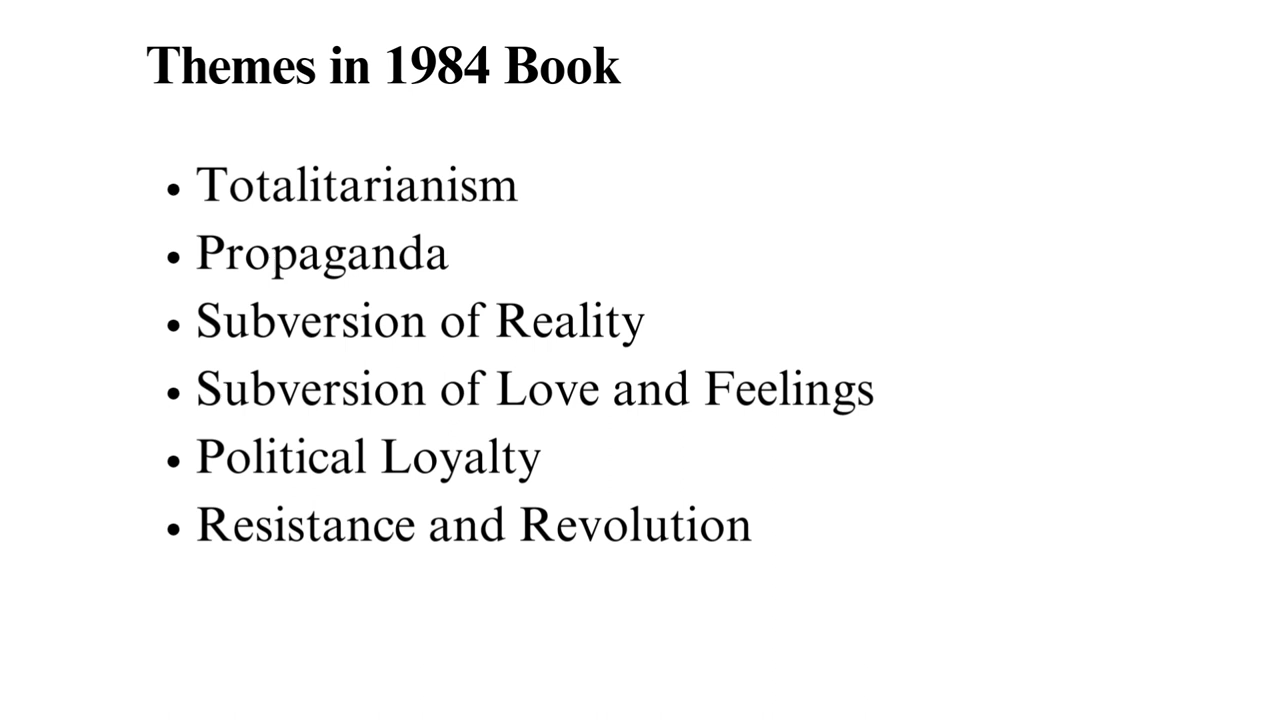 Themes in 1984 Book
• Totalitarianism
• Propaganda
• Subversion of Reality
• Subversion of Love and Feelings
• Political Loyalty
• Resistance and Revolution